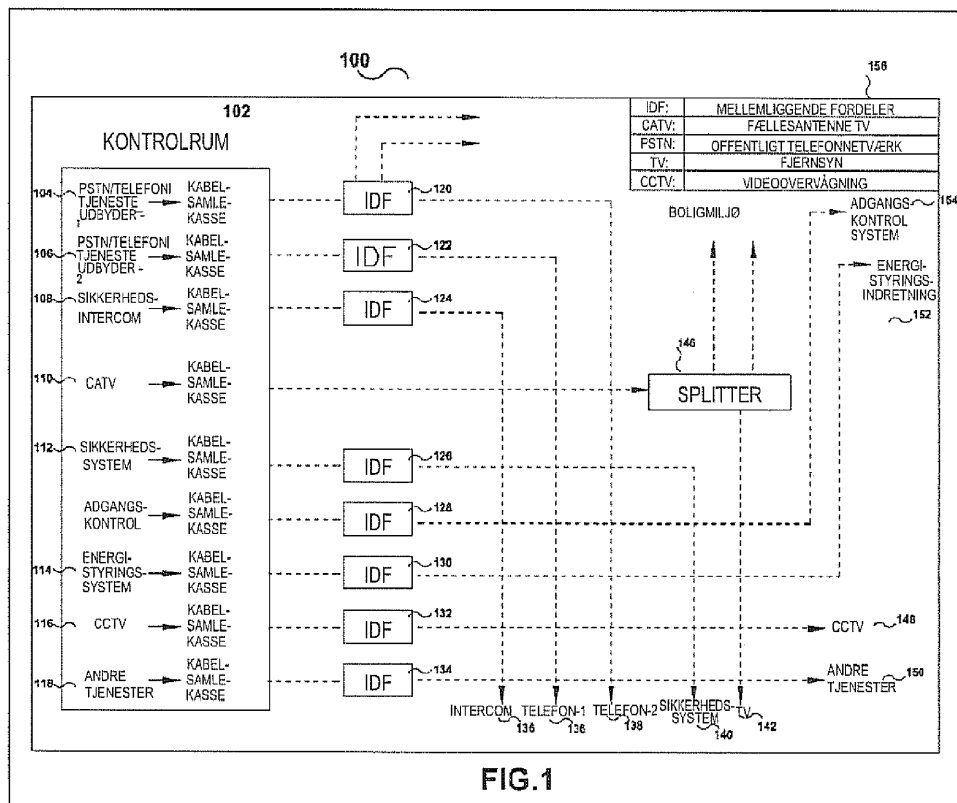 100
156
102
KONTROLRUM
IDF: MELLEMLIGGENDE FORDELER
CATV: FÆLLESANTENNE TV
PSTN: OFFENTLIGT TELEFONNETVÆRK
TV: FJERNSYN
CCTV: VIDEOOVERVÅGNING
104
PSTN/TELEFONI
TJENESTE
UDBYDER-
1
KABEL-
SAMLE-
KASSE
IDF
120
BOLIGMILJØ
ADGANGS-
KONTROL
SYSTEM
154
106
PSTN/TELEFONI
TJENESTE
UDBYDER-
2
KABEL-
SAMLE-
KASSE
IDF
122
ENERGI-
STYRINGS-
INDRETNING
152
108
SIKKERHEDS-
INTERCOM
KABEL-
SAMLE-
KASSE
IDF
124
110
CATV
KABEL-
SAMLE-
KASSE
146
SPLITTER
112
SIKKERHEDS-
SYSTEM
KABEL-
SAMLE-
KASSE
IDF
126
ADGANGS-
KONTROL
KABEL-
SAMLE-
KASSE
IDF
128
114
ENERGI-
STYRINGS-
SYSTEM
KABEL-
SAMLE-
KASSE
IDF
130
116
CCTV
KABEL-
SAMLE-
KASSE
IDF
132
CCTV
148
118
ANDRE
TJENESTER
KABEL-
SAMLE-
KASSE
IDF
134
ANDRE
TJENESTER
150
INTERCON
136
TELEFON-1
136
TELEFON-2
138
SIKKERHEDS-
SYSTEM
140
TV
142
FIG.1